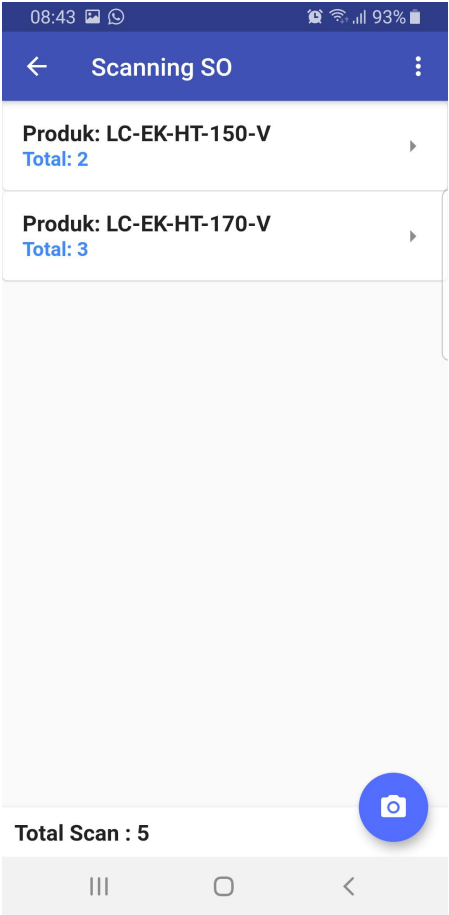 08:43 93%
Scanning SO
Produk: LC-EK-HT-150-V
Total: 2
Produk: LC-EK-HT-170-V
Total: 3
Total Scan : 5